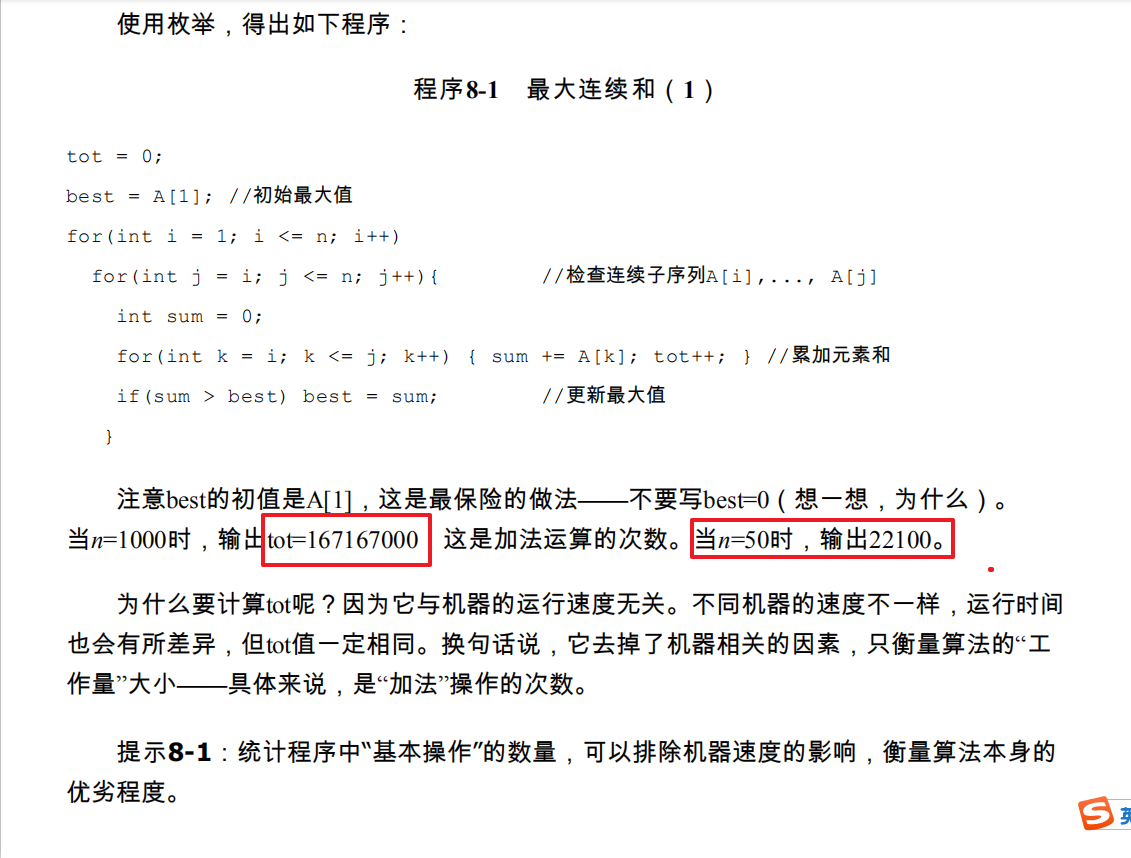 使用枚举，得出如下程序：
程序8-1 最大连续和（1）
tot = 0;
best = A[1]; //初始最大值
for(int i = 1; i <= n; i++)
for(int j = i; j <= n; j++){ //检查连续子序列A[i],..., A[j]
int sum = 0;
for(int k = i; k <= j; k++) { sum += A[k]; tot++; } //累加元素和
if(sum > best) best = sum; //更新最大值
}
注意best的初值是A[1]，这是最保险的做法——不要写best=0（想一想，为什么）。
当n=1000时，输出tot=167167000 这是加法运算的次数。当n=50时，输出22100。
为什么要计算tot呢？因为它与机器的运行速度无关。不同机器的速度不一样，运行时间
也会有所差异，但tot值一定相同。换句话说，它去掉了机器相关的因素，只衡量算法的“工
作量”大小——具体来说，是“加法”操作的次数。
提示8-1：统计程序中“基本操作”的数量，可以排除机器速度的影响，衡量算法本身的
优劣程度。
S 英